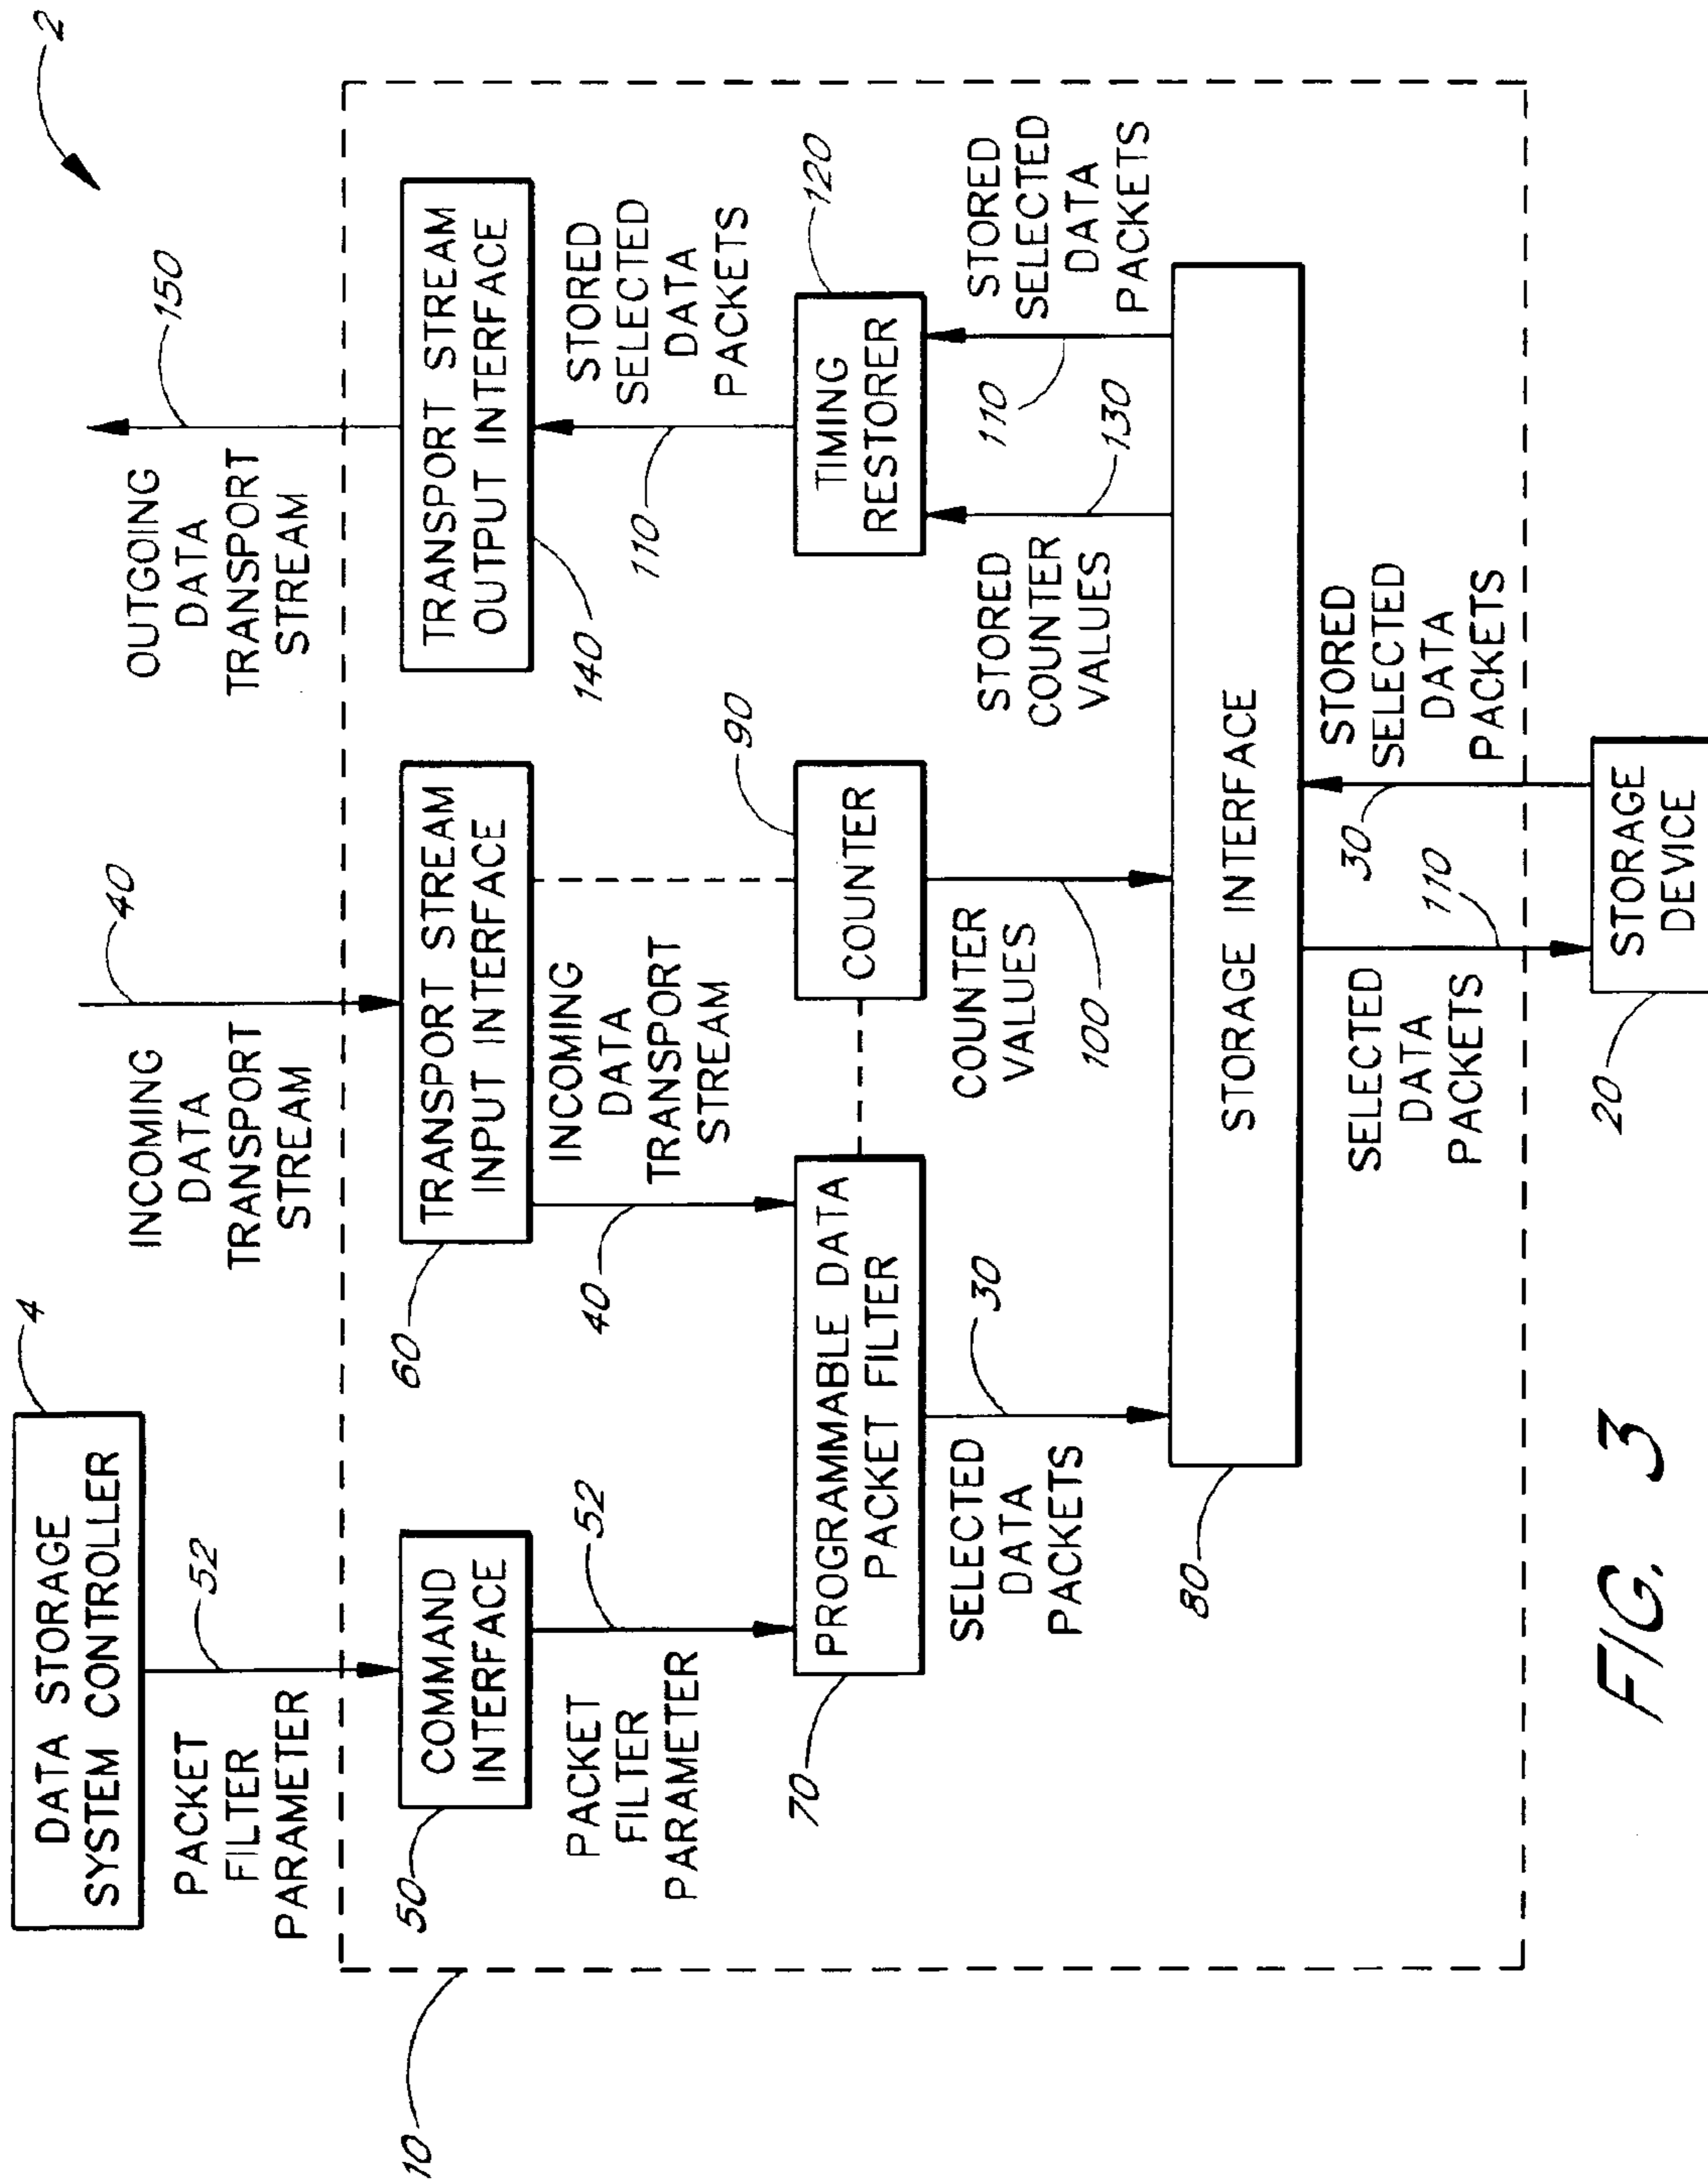 2
4
DATA STORAGE
SYSTEM CONTROLLER
52
PACKET
FILTER
PARAMETER
40
INCOMING
DATA
TRANSPORT
STREAM
150
OUTGOING
DATA
TRANSPORT
STREAM
10
COMMAND
INTERFACE
50
TRANSPORT STREAM
INPUT INTERFACE
60
TRANSPORT STREAM
OUTPUT INTERFACE
140
52
PACKET
FILTER
PARAMETER
40
INCOMING
DATA
TRANSPORT
STREAM
90
110
STORED
SELECTED
DATA
PACKETS
PROGRAMMABLE DATA
PACKET FILTER
70
COUNTER
TIMING
RESTORER
120
SELECTED
DATA
PACKETS
30
COUNTER
VALUES
100
STORED
COUNTER
VALUES
130
110
STORED
SELECTED
DATA
PACKETS
STORAGE INTERFACE
80
SELECTED
DATA
PACKETS
110
30
STORED
SELECTED
DATA
PACKETS
STORAGE
DEVICE
20
FIG. 3